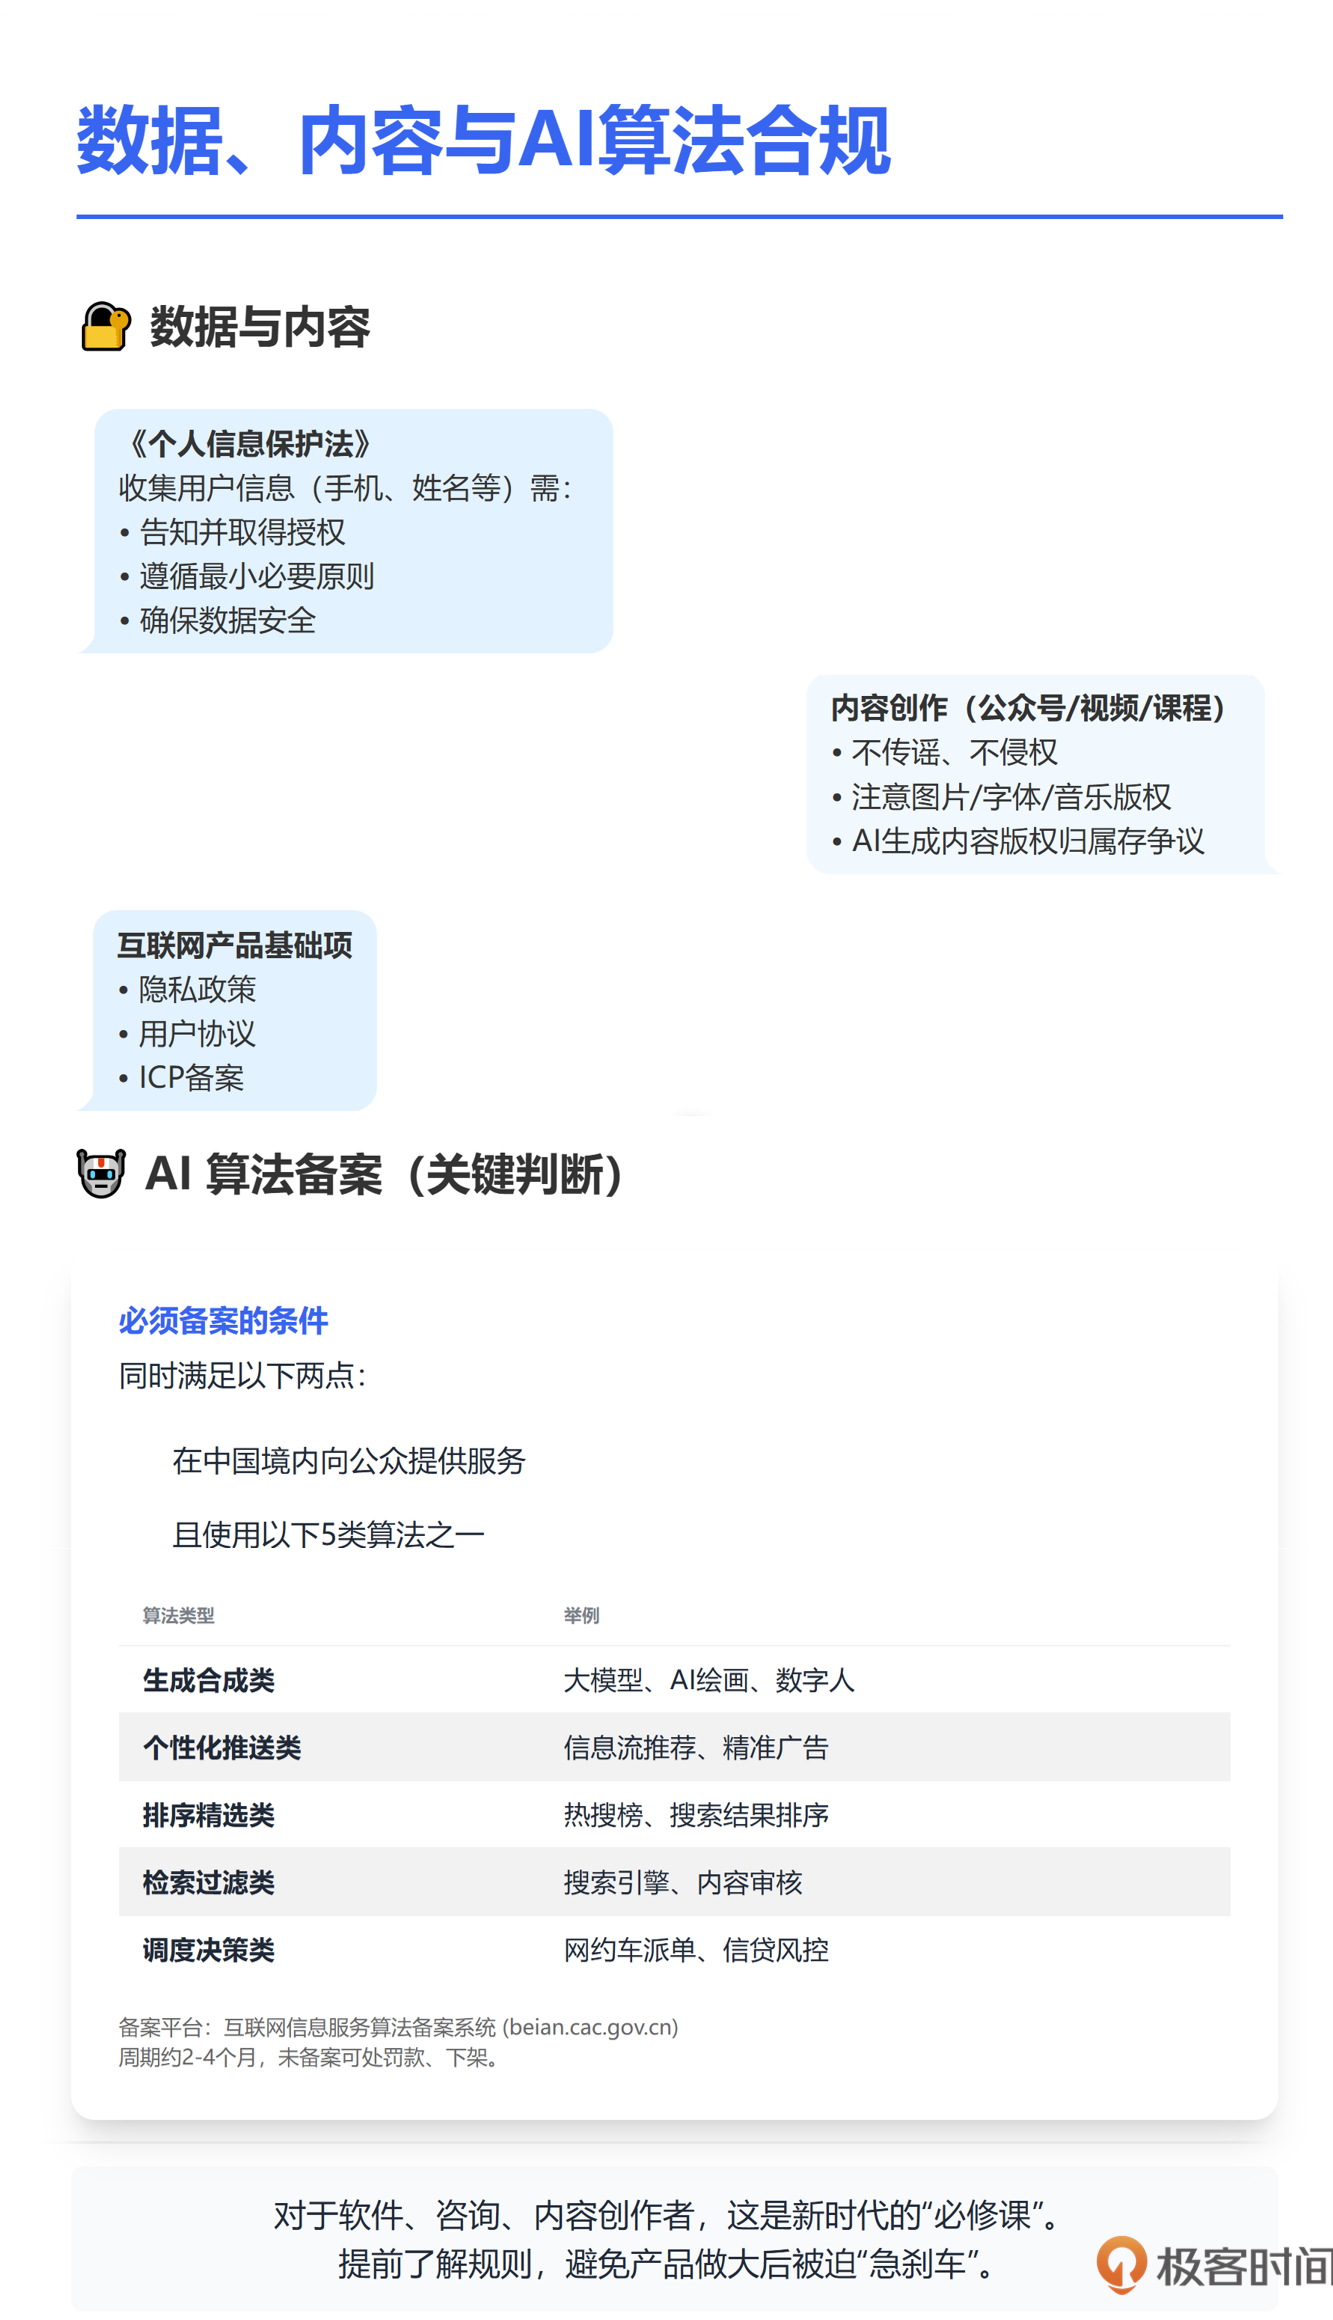 数据、内容与AI算法合规
数据与内容
《个人信息保护法》
收集用户信息（手机、姓名等）需：
• 告知并取得授权
• 遵循最小必要原则
• 确保数据安全
内容创作（公众号/视频/课程）
• 不传谣、不侵权
• 注意图片/字体/音乐版权
• AI生成内容版权归属存争议
互联网产品基础项
• 隐私政策
• 用户协议
• ICP备案
AI 算法备案（关键判断）
必须备案的条件
同时满足以下两点：
在中国境内向公众提供服务
且使用以下5类算法之一
算法类型 举例
生成合成类 大模型、AI绘画、数字人
个性化推送类 信息流推荐、精准广告
排序精选类 热搜榜、搜索结果排序
检索过滤类 搜索引擎、内容审核
调度决策类 网约车派单、信贷风控
备案平台：互联网信息服务算法备案系统 (beian.cac.gov.cn)
周期约2-4个月，未备案可处罚款、下架。
对于软件、咨询、内容创作者，这是新时代的“必修课”。
提前了解规则，避免产品做大后被迫“急刹车”。
极客时间